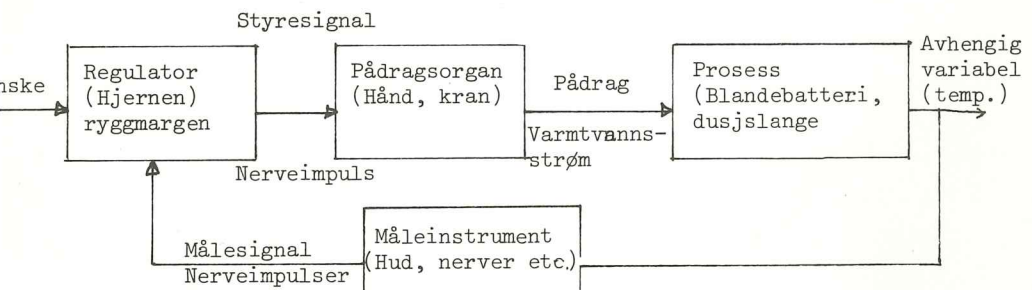 Styresignal
nske
Regulator
(Hjernen)
ryggmargen
Nerveimpuls
Pådragsorgan
(Hånd, kran)
Pådrag
Varmtvanns-
strøm
Prosess
(Blandebatteri,
dusjslange
Avhengig
variabel
(temp.)
Måleinstrument
(Hud, nerver etc.)
Målesignal
Nerveimpulser